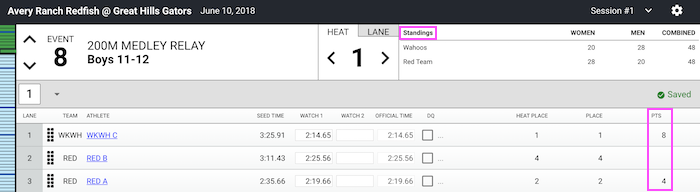 Avery Ranch Redfish @ Great Hills Gators June 10, 2018 Session #1
EVENT 8 200M MEDLEY RELAY
Boys 11-12
HEAT LANE
1
Standings WOMEN MEN COMBINED
Wahoos 20 28 48
Red Team 28 20 48
1 Saved
LANE TEAM ATHLETE SEED TIME WATCH 1 WATCH 2 OFFICIAL TIME DQ HEAT PLACE PLACE PTS
1 WKWH WKWH C 3:25.91 2:14.65 2:14.65 ... 1 1 8
2 RED RED B 3:11.43 2:25.56 2:25.56 ... 4 4
3 RED RED A 2:35.66 2:19.66 2:19.66 ... 2 2 4